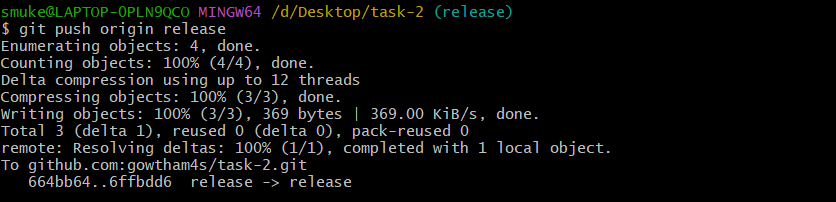 smuke@LAPTOP-0PLN9QCO MINGW64 /d/Desktop/task-2 (release)
$ git push origin release
Enumerating objects: 4, done.
Counting objects: 100% (4/4), done.
Delta compression using up to 12 threads
Compressing objects: 100% (3/3), done.
Writing objects: 100% (3/3), 369 bytes | 369.00 KiB/s, done.
Total 3 (delta 1), reused 0 (delta 0), pack-reused 0
remote: Resolving deltas: 100% (1/1), completed with 1 local object.
To github.com:gowtham4s/task-2.git
   664bb64..6ffbdd6  release -> release